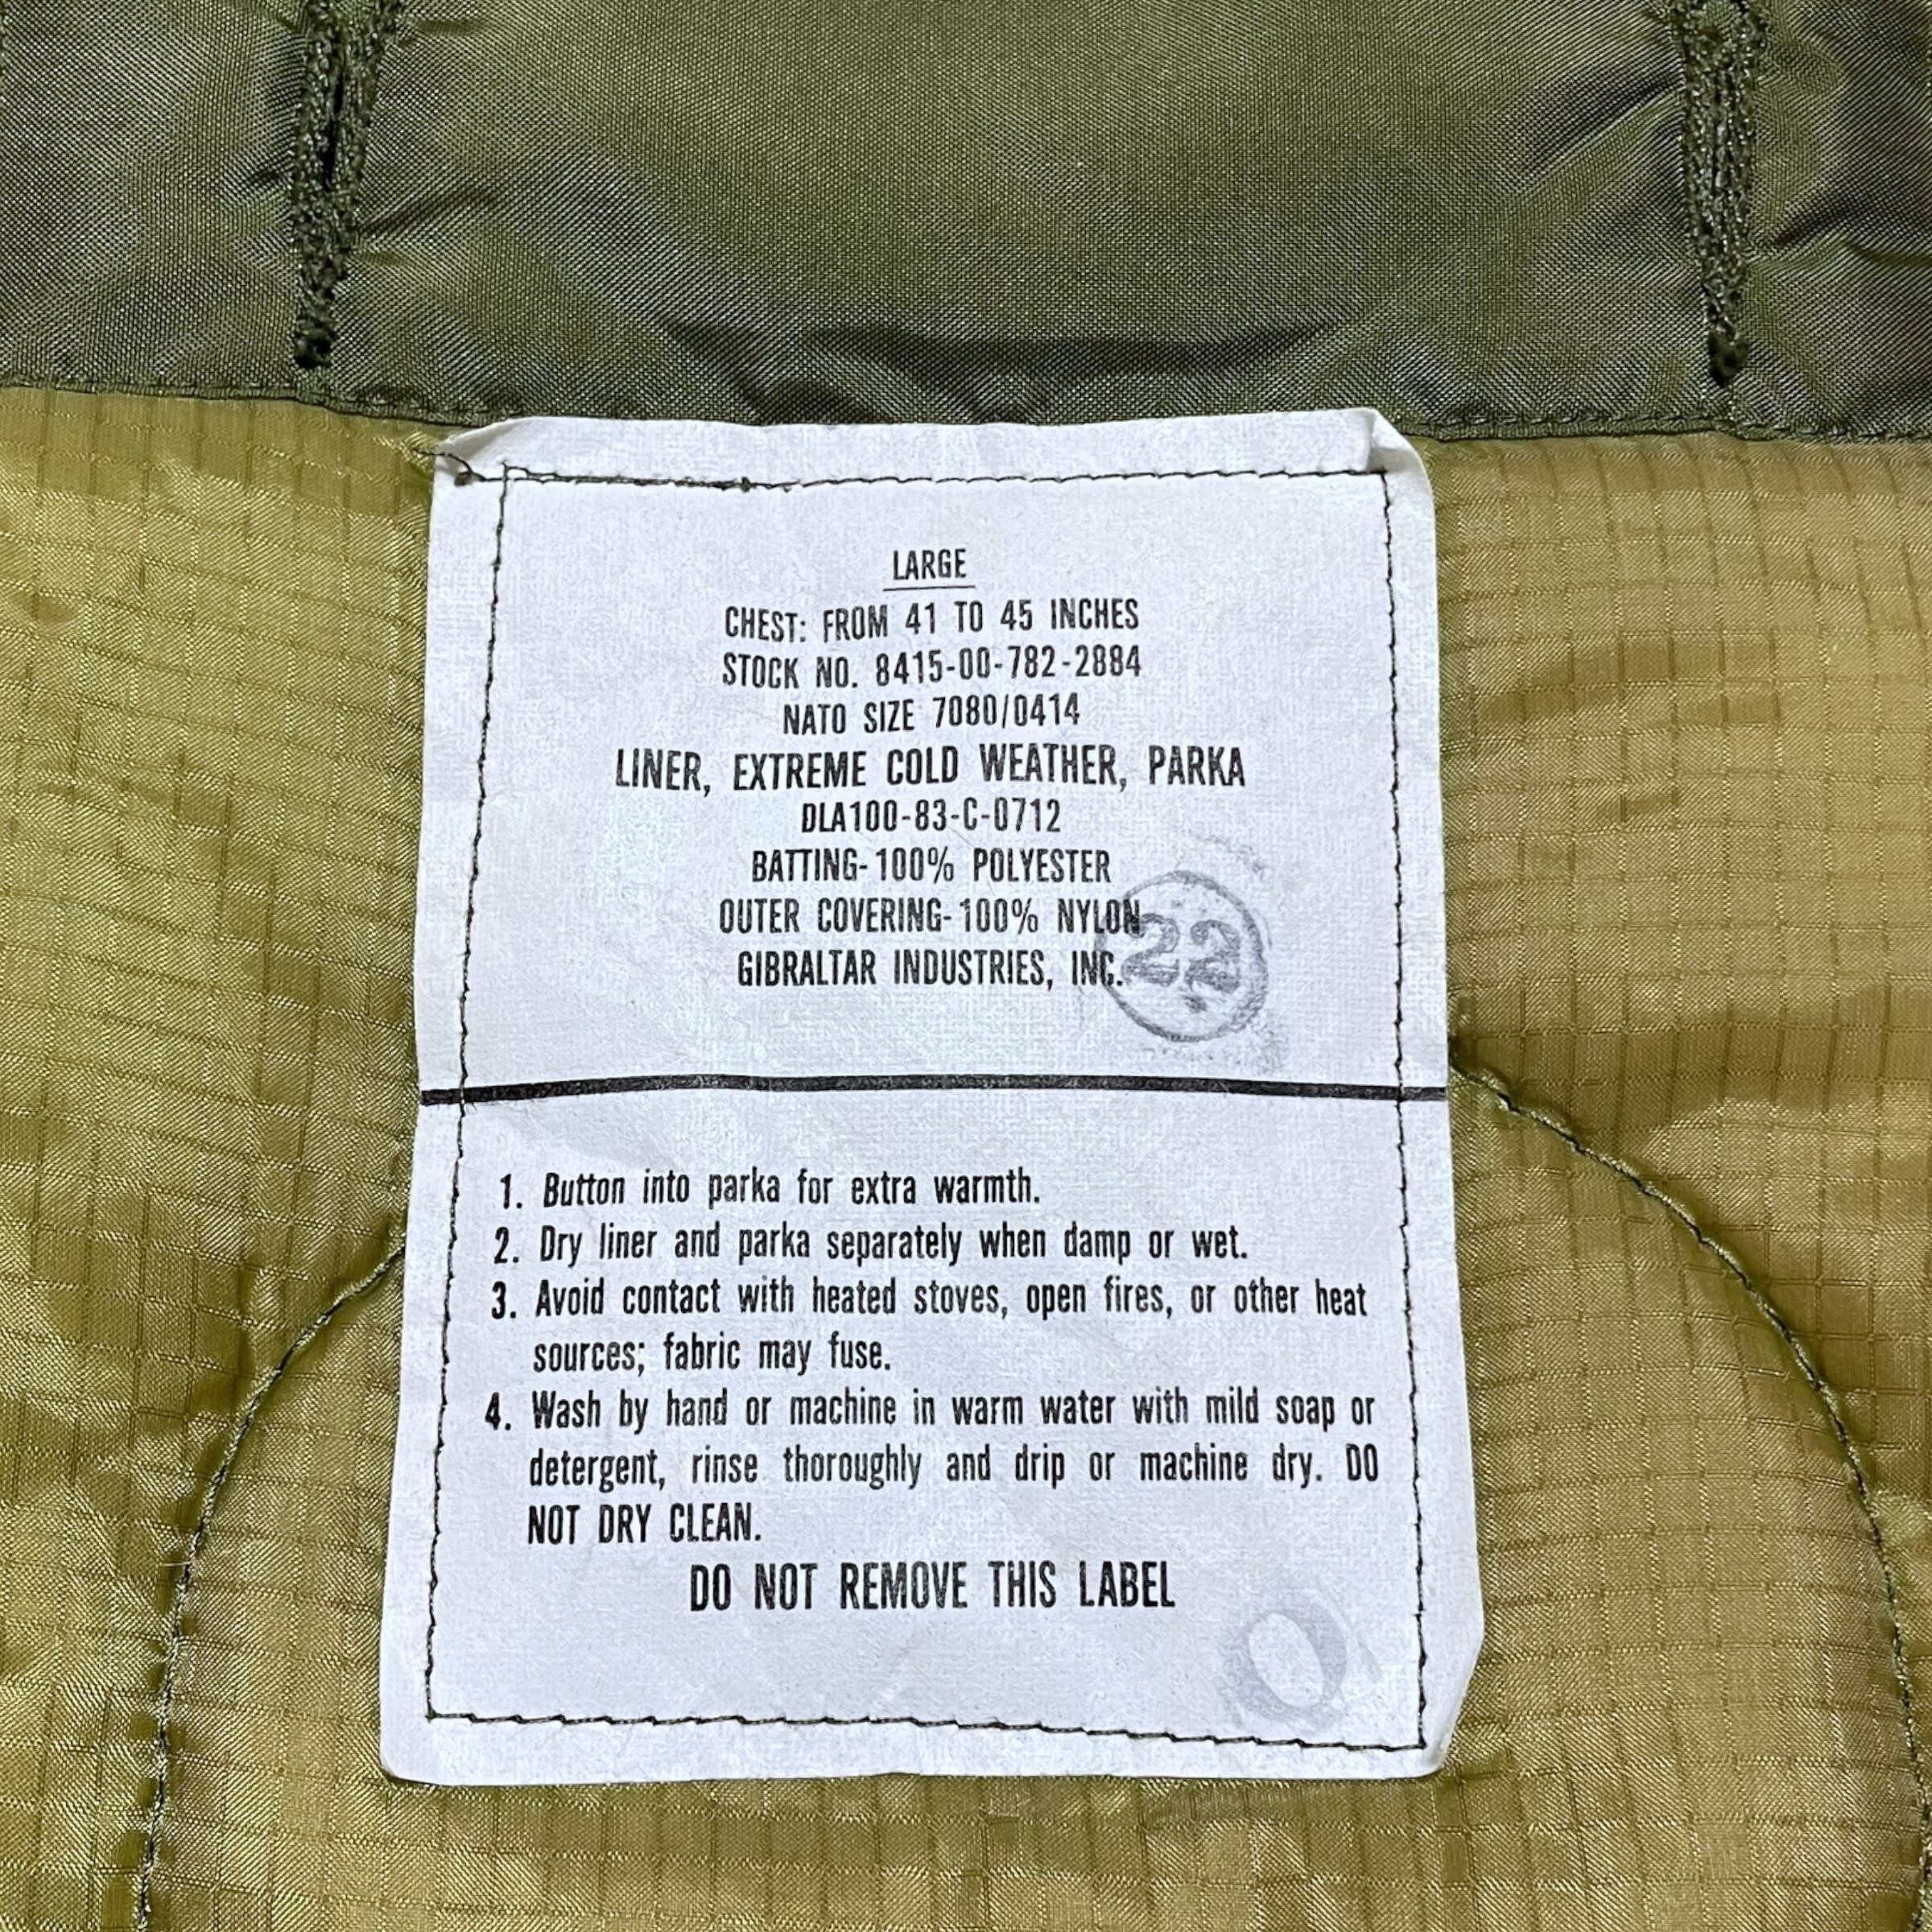 LARGE
CHEST: FROM 41 TO 45 INCHES
STOCK NO. 8415-00-782-2884
NATO SIZE 7080/0414
LINER, EXTREME COLD WEATHER, PARKA
DLA100-83-C-0712
BATTING-100% POLYESTER
OUTER COVERING-100% NYLON
GIBRALTAR INDUSTRIES, INC.
22
1. Button into parka for extra warmth.
2. Dry liner and parka separately when damp or wet.
3. Avoid contact with heated stoves, open fires, or other heat
sources; fabric may fuse.
4. Wash by hand or machine in warm water with mild soap or
detergent, rinse thoroughly and drip or machine dry. DO
NOT DRY CLEAN.
DO NOT REMOVE THIS LABEL